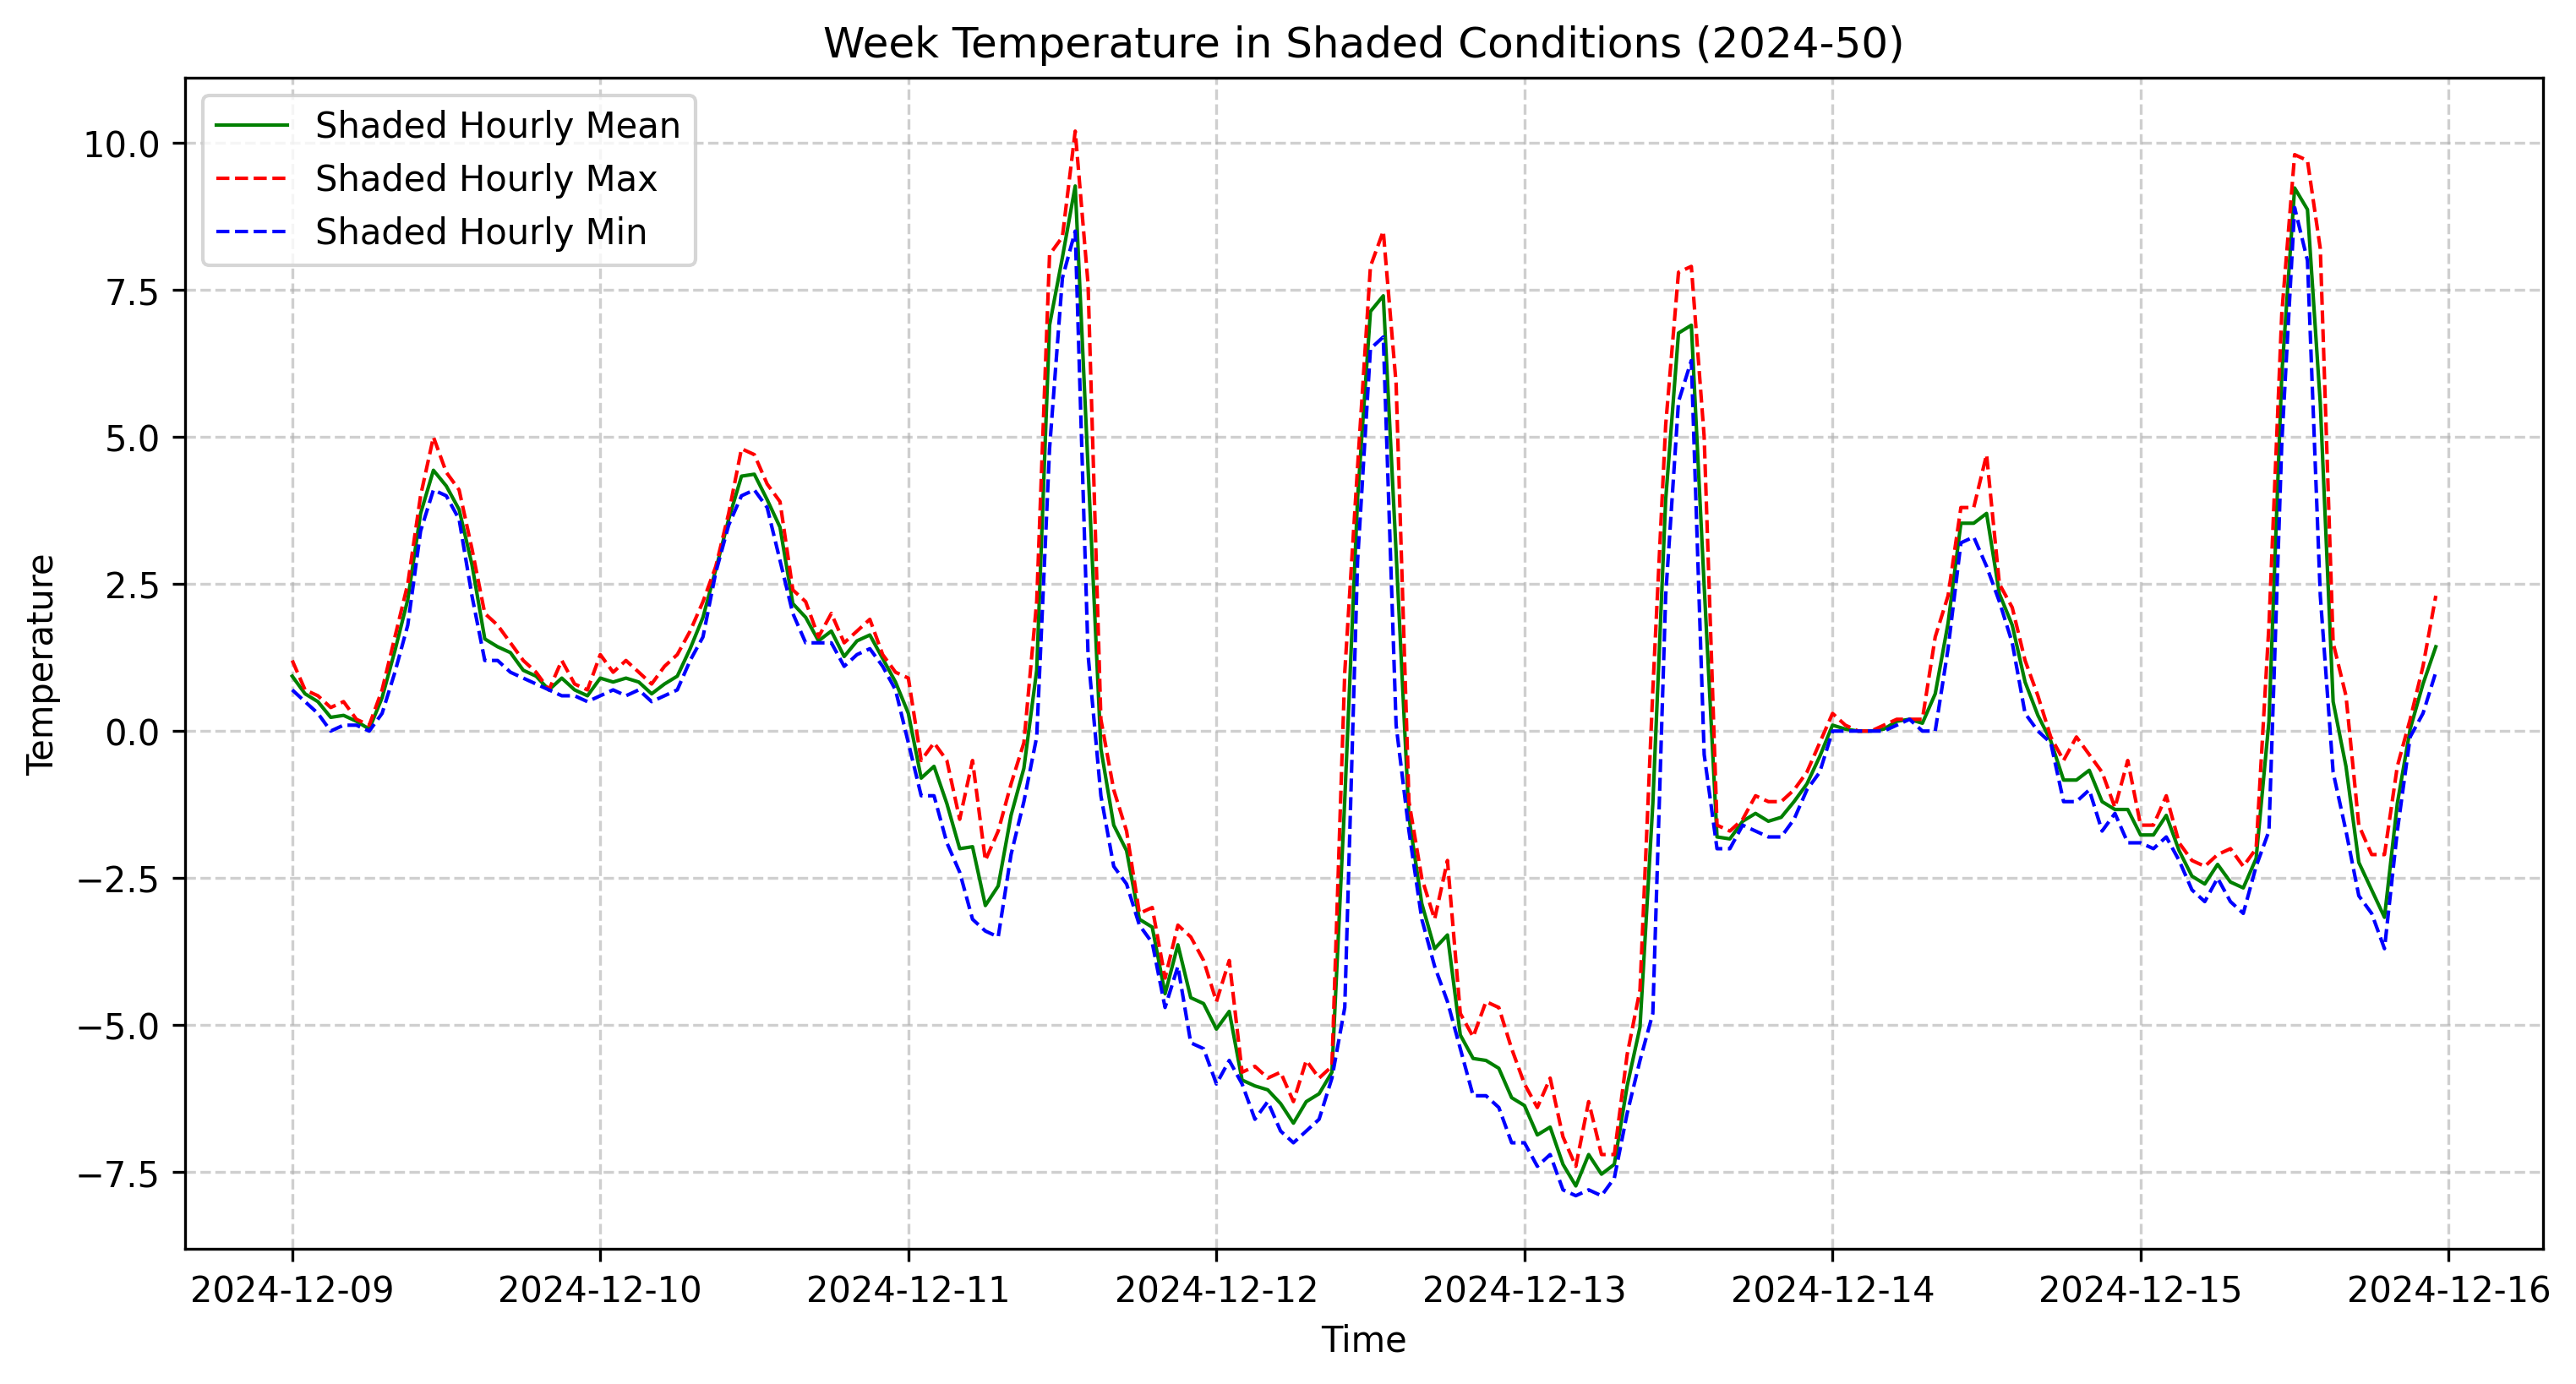 Week Temperature in Shaded Conditions (2024-50)
Shaded Hourly Mean
Shaded Hourly Max
Shaded Hourly Min
Temperature
10.0
7.5
5.0
2.5
0.0
−2.5
−5.0
−7.5
2024-12-09 2024-12-10 2024-12-11 2024-12-12 2024-12-13 2024-12-14 2024-12-15 2024-12-16
Time